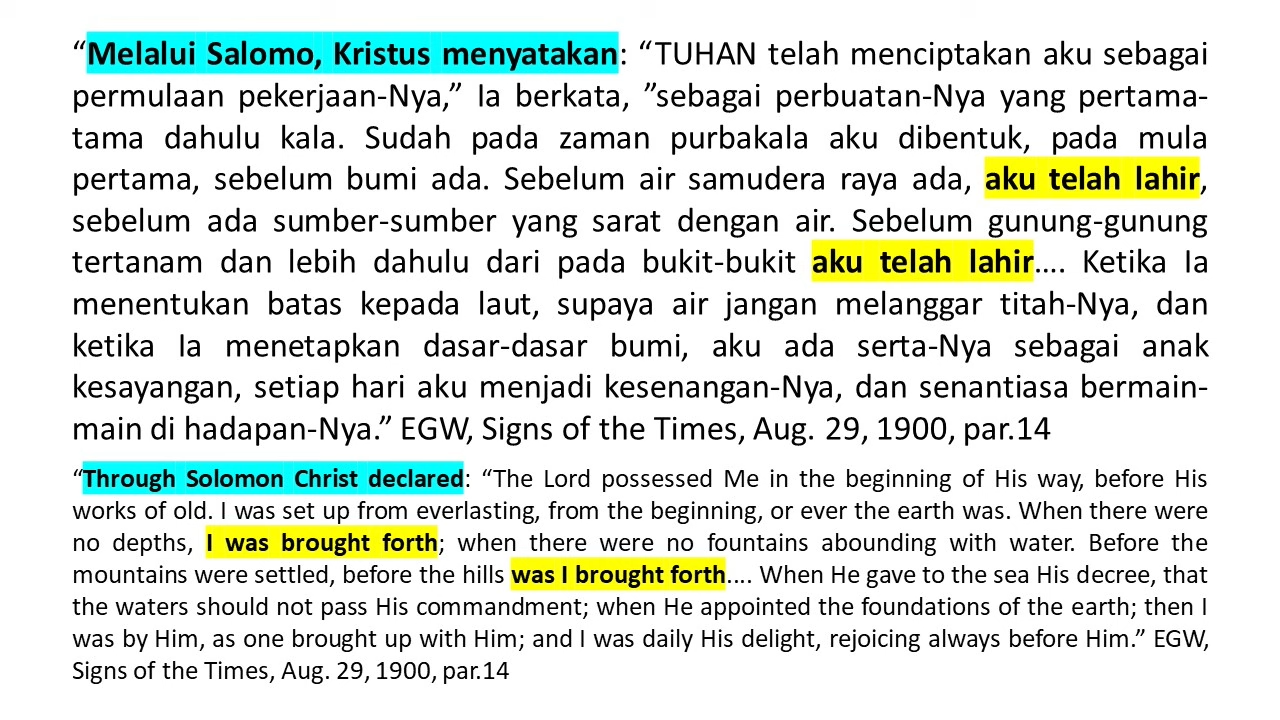 “Melalui Salomo, Kristus menyatakan: “TUHAN telah menciptakan aku sebagai
permulaan pekerjaan-Nya,” Ia berkata, ”sebagai perbuatan-Nya yang pertama-
tama dahulu kala. Sudah pada zaman purbakala aku dibentuk, pada mula
pertama, sebelum bumi ada. Sebelum air samudera raya ada, aku telah lahir,
sebelum ada sumber-sumber yang sarat dengan air. Sebelum gunung-gunung
tertanam dan lebih dahulu dari pada bukit-bukit aku telah lahir.... Ketika Ia
menentukan batas kepada laut, supaya air jangan melanggar titah-Nya, dan
ketika Ia menetapkan dasar-dasar bumi, aku ada serta-Nya sebagai anak
kesayangan, setiap hari aku menjadi kesenangan-Nya, dan senantiasa bermain-
main di hadapan-Nya.” EGW, Signs of the Times, Aug. 29, 1900, par.14
“Through Solomon Christ declared: “The Lord possessed Me in the beginning of His way, before His
works of old. I was set up from everlasting, from the beginning, or ever the earth was. When there were
no depths, I was brought forth; when there were no fountains abounding with water. Before the
mountains were settled, before the hills was I brought forth.... When He gave to the sea His decree, that
the waters should not pass His commandment; when He appointed the foundations of the earth; then I
was by Him, as one brought up with Him; and I was daily His delight, rejoicing always before Him.” EGW,
Signs of the Times, Aug. 29, 1900, par.14